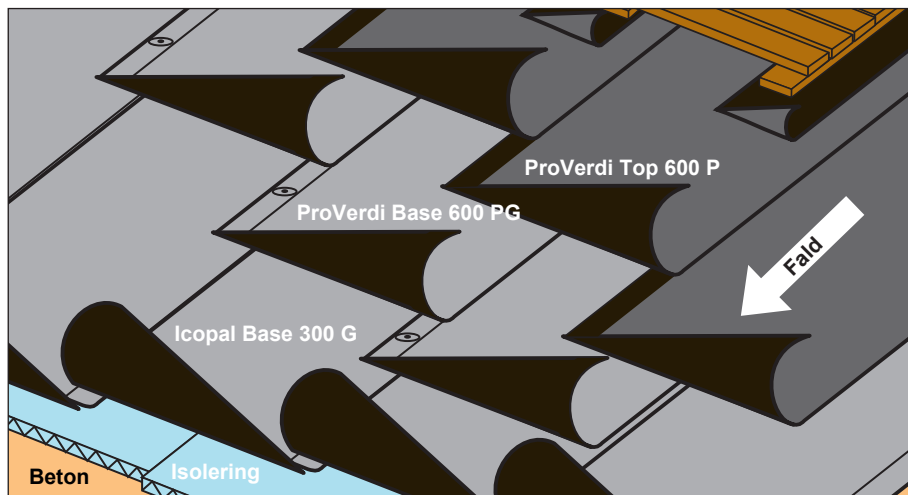 ProVerdi Top 600 P
ProVerdi Base 600 PG
Fald
Icopal Base 300 G
Isolering
Beton